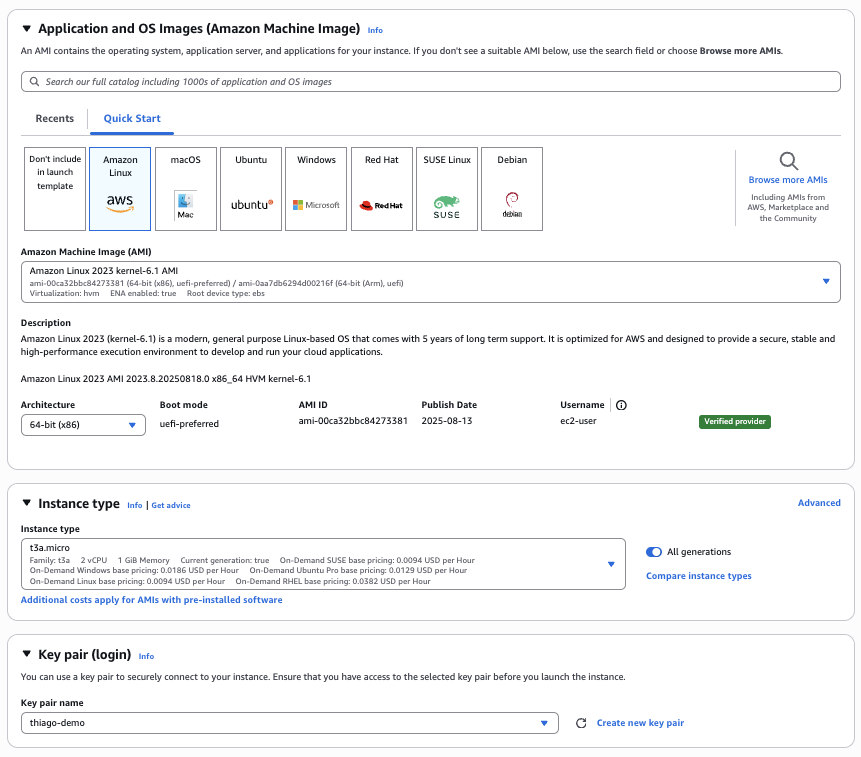 Application and OS Images (Amazon Machine Image) Info
An AMI contains the operating system, application server, and applications for your instance. If you don't see a suitable AMI below, use the search field or choose Browse more AMIs.
Search our full catalog including 1000s of application and OS images
Recents
Quick Start
Don't include
in launch
template
Amazon
Linux
aws
macOS
Mac
Ubuntu
ubuntu®
Windows
Microsoft
Red Hat
Red Hat
SUSE Linux
SUSE
Debian
debian
Browse more AMIs
Including AMIs from
AWS, Marketplace and
the Community
Amazon Machine Image (AMI)
Amazon Linux 2023 kernel-6.1 AMI
ami-00ca32bbc84273381 (64-bit (x86), uefi-preferred) / ami-0aa7db6294d00216f (64-bit (Arm), uefi)
Virtualization: hvm ENA enabled: true Root device type: ebs
Description
Amazon Linux 2023 (kernel-6.1) is a modern, general purpose Linux-based OS that comes with 5 years of long term support. It is optimized for AWS and designed to provide a secure, stable and
high-performance execution environment to develop and run your cloud applications.
Amazon Linux 2023 AMI 2023.8.20250818.0 x86_64 HVM kernel-6.1
Architecture Boot mode AMI ID Publish Date Username
64-bit (x86) uefi-preferred ami-00ca32bbc84273381 2025-08-13 ec2-user Verified provider
Instance type Info | Get advice
Advanced
Instance type
t3a.micro
Family: t3a 2 vCPU 1 GiB Memory Current generation: true On-Demand SUSE base pricing: 0.0094 USD per Hour
On-Demand Windows base pricing: 0.0186 USD per Hour On-Demand Ubuntu Pro base pricing: 0.0129 USD per Hour
On-Demand Linux base pricing: 0.0094 USD per Hour On-Demand RHEL base pricing: 0.0382 USD per Hour
All generations
Compare instance types
Additional costs apply for AMIs with pre-installed software
Key pair (login) Info
You can use a key pair to securely connect to your instance. Ensure that you have access to the selected key pair before you launch the instance.
Key pair name
thiago-demo
Create new key pair